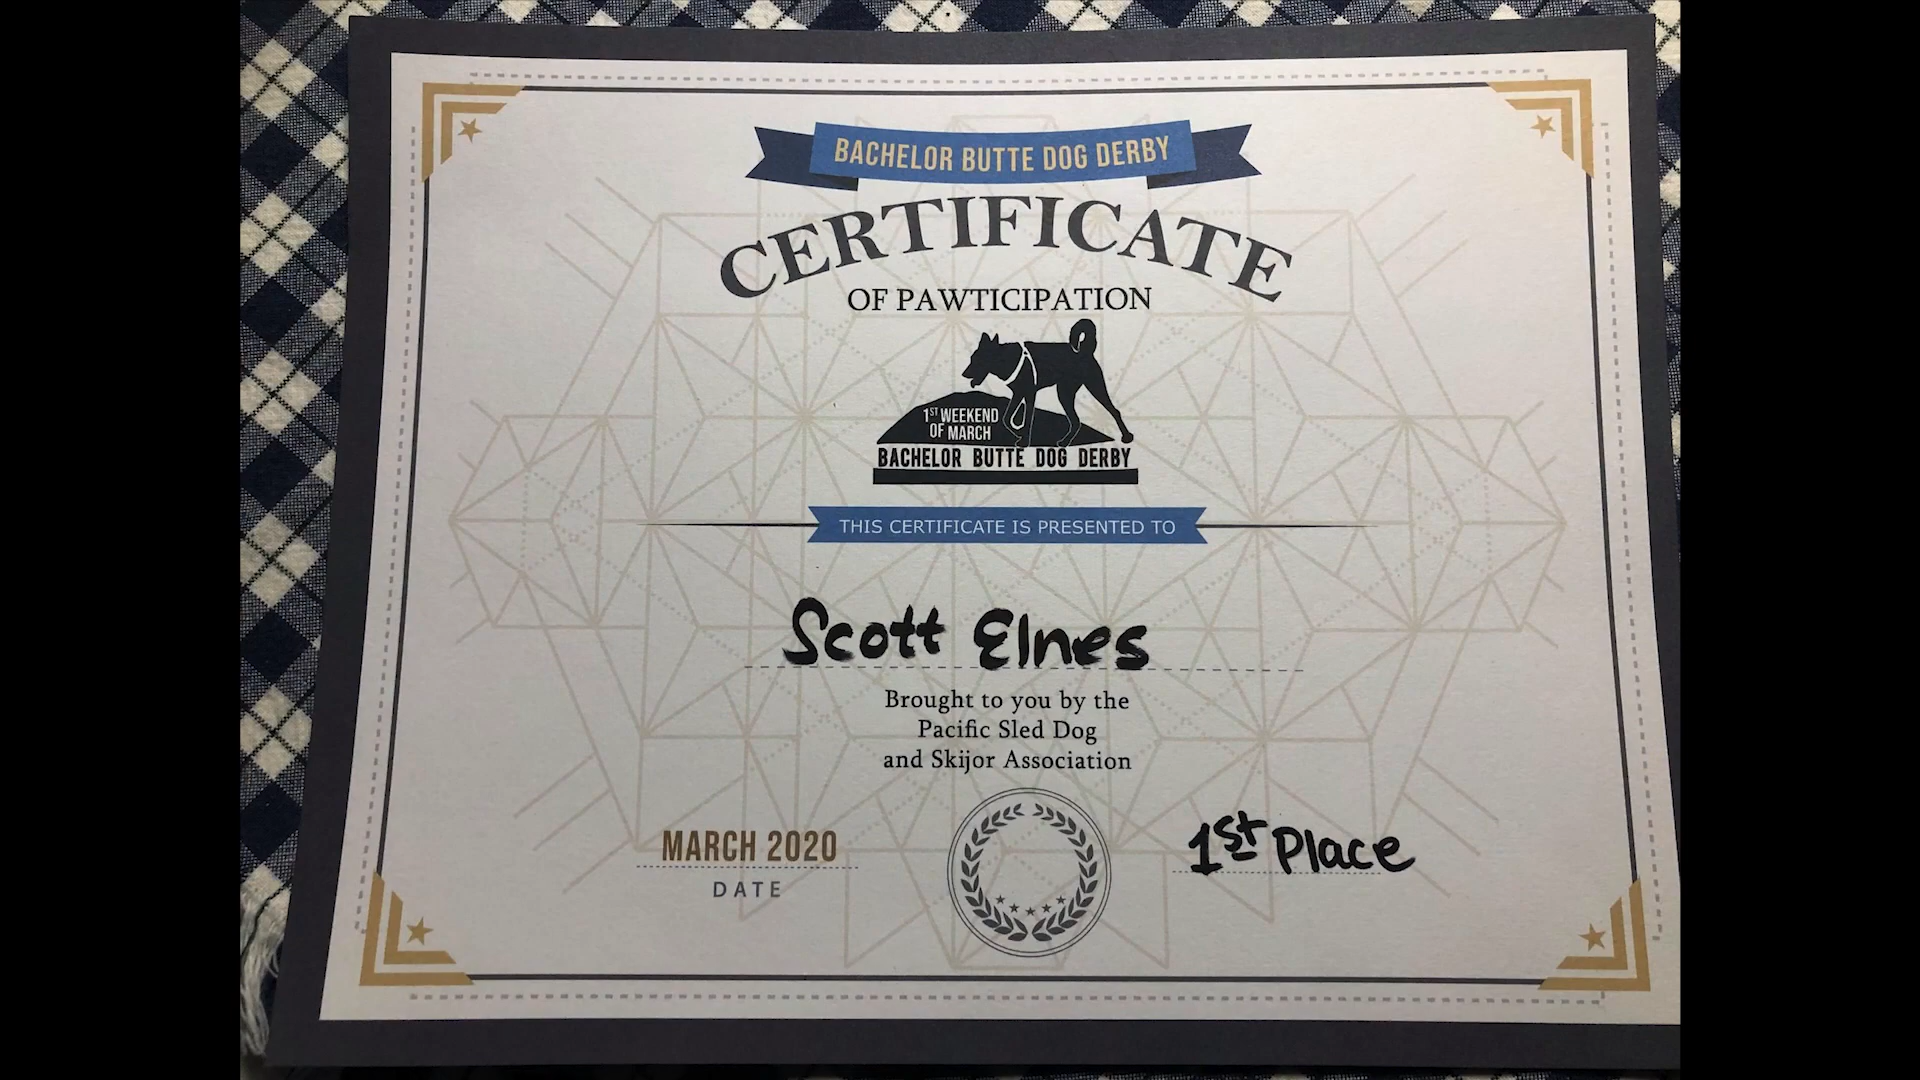 BACHELOR BUTTE DOG DERBY
CERTIFICATE
OF PAWTICIPATION
1ST WEEKEND
OF MARCH
BACHELOR BUTTE DOG DERBY
THIS CERTIFICATE IS PRESENTED TO
Scott Elnes
Brought to you by the
Pacific Sled Dog
and Skijor Association
MARCH 2020
DATE
1st Place